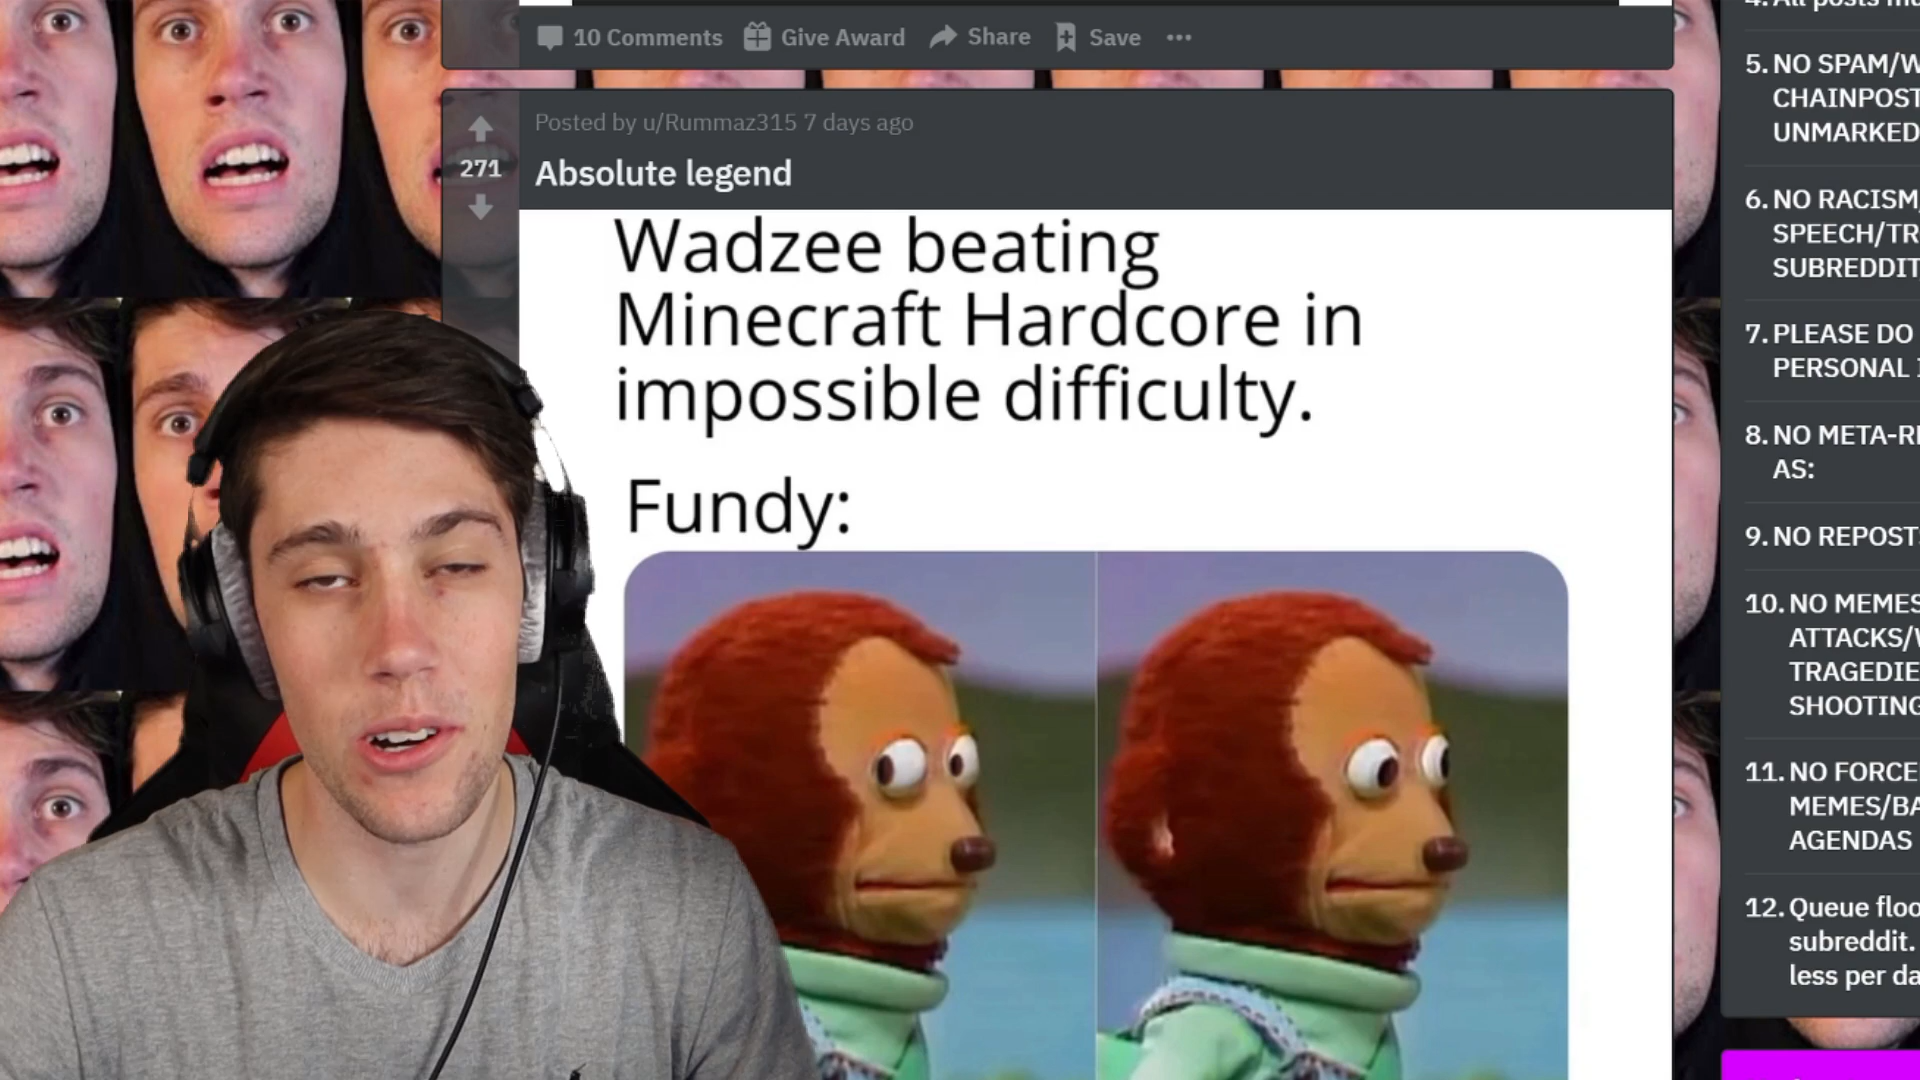 10 Comments Give Award Share Save
Posted by u/Rummaz315 7 days ago
271
Absolute legend
Wadzee beating
Minecraft Hardcore in
impossible difficulty.
Fundy:
5. NO SPAM/W
CHAINPOST
UNMARKED
6. NO RACISM
SPEECH/TR
SUBREDDIT
7. PLEASE DO
PERSONAL
8. NO META-R
AS:
9. NO REPOST
10. NO MEMES
ATTACKS/
TRAGEDIE
SHOOTING
11. NO FORCE
MEMES/BA
AGENDAS
12. Queue floo
subreddit.
less per da